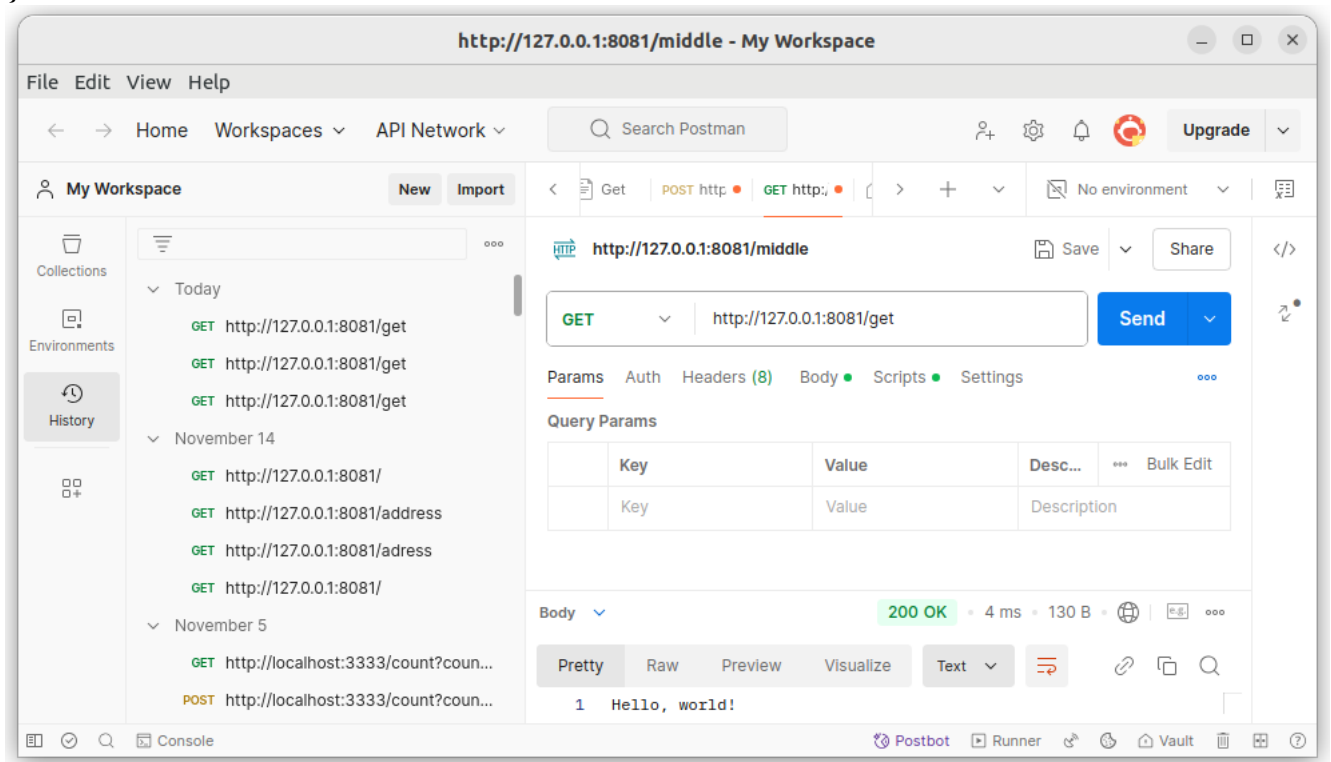 http://127.0.0.1:8081/middle - My Workspace
File Edit View Help
Home Workspaces API Network Search Postman Upgrade
My Workspace New Import
Get POST http GET http:/ No environment
Collections
Environments
History
Today
GET http://127.0.0.1:8081/get
GET http://127.0.0.1:8081/get
GET http://127.0.0.1:8081/get
November 14
GET http://127.0.0.1:8081/
GET http://127.0.0.1:8081/address
GET http://127.0.0.1:8081/adress
GET http://127.0.0.1:8081/
November 5
GET http://localhost:3333/count?coun...
POST http://localhost:3333/count?coun...
HTTP http://127.0.0.1:8081/middle Save Share </>
GET http://127.0.0.1:8081/get Send
Params Auth Headers (8) Body Scripts Settings
Query Params
Key Value Desc... Bulk Edit
Key Value Description
Body 200 OK 4 ms 130 B e.g.
Pretty Raw Preview Visualize Text
1 Hello, world!
Console Postbot Runner Vault